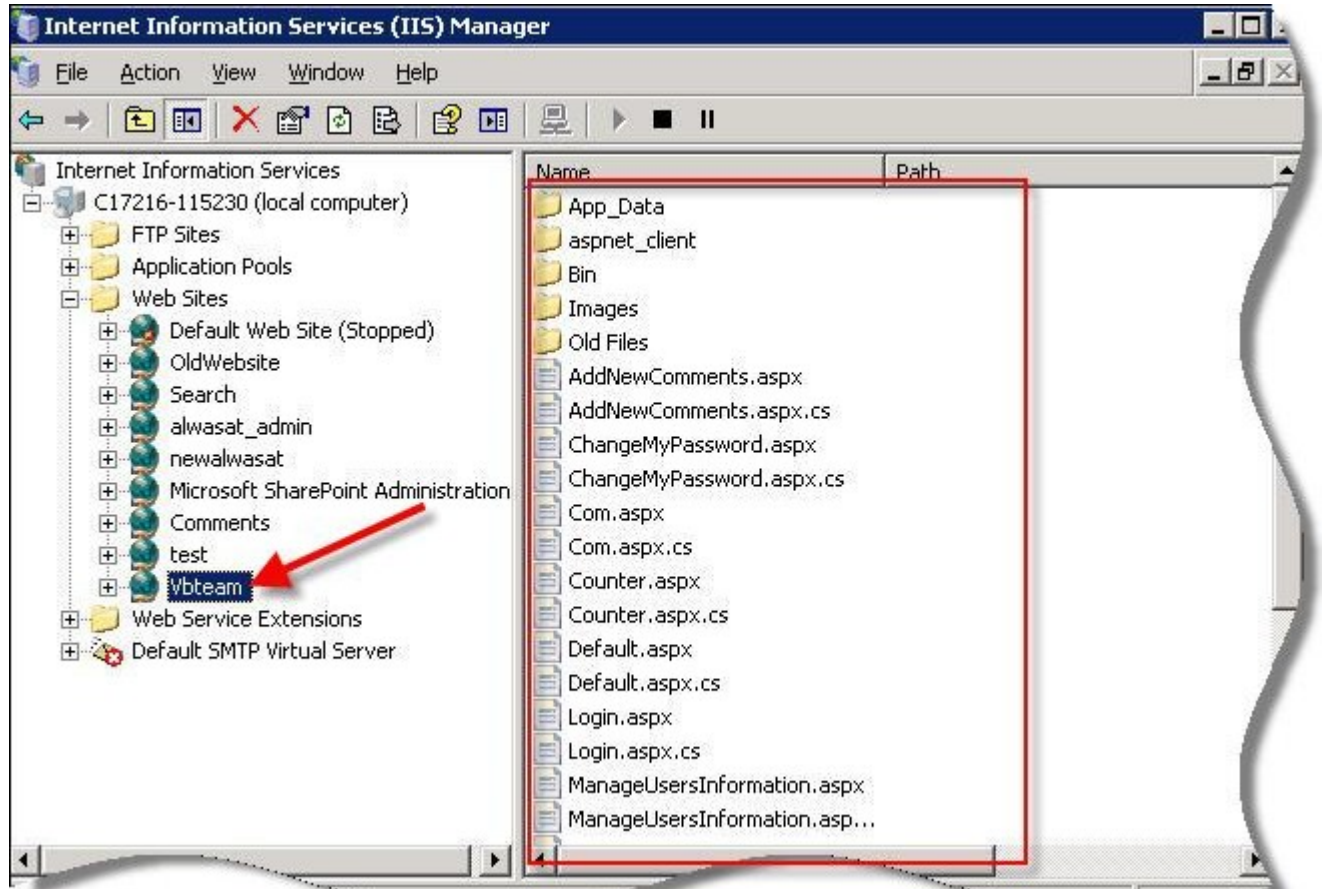 Internet Information Services (IIS) Manager
File Action View Window Help
Internet Information Services
C17216-115230 (local computer)
FTP Sites
Application Pools
Web Sites
Default Web Site (Stopped)
OldWebsite
Search
alwasat_admin
newalwasat
Microsoft SharePoint Administration
Comments
test
Vbteam
Web Service Extensions
Default SMTP Virtual Server
Name Path
App_Data
aspnet_client
Bin
Images
Old Files
AddNewComments.aspx
AddNewComments.aspx.cs
ChangeMyPassword.aspx
ChangeMyPassword.aspx.cs
Com.aspx
Com.aspx.cs
Counter.aspx
Counter.aspx.cs
Default.aspx
Default.aspx.cs
Login.aspx
Login.aspx.cs
ManageUsersInformation.aspx
ManageUsersInformation.asp...